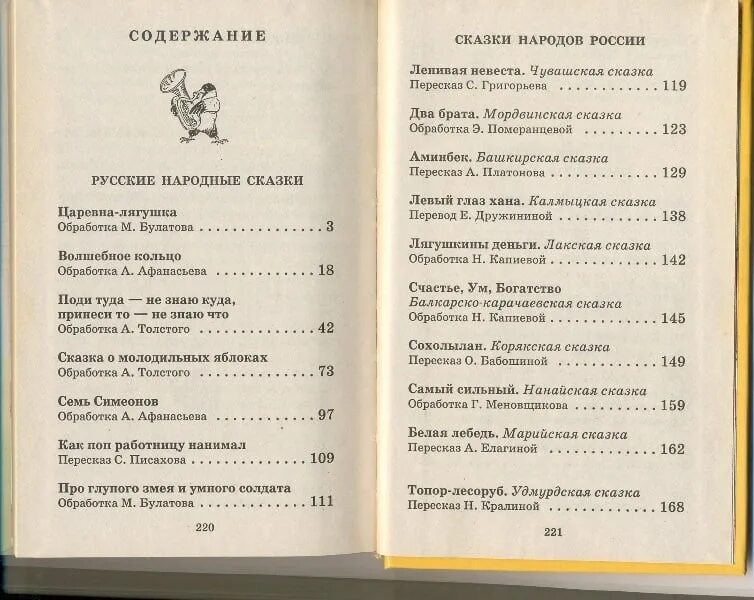 СОДЕРЖАНИЕ
РУССКИЕ НАРОДНЫЕ СКАЗКИ
Царевна-лягушка
Обработка М. Булатова . . . . . . . . . . . . 3
Волшебное кольцо
Обработка А. Афанасьева . . . . . . . . . . . 18
Поди туда — не знаю куда,
принеси то — не знаю что
Обработка А. Толстого . . . . . . . . . . . . 42
Сказка о молодильных яблоках
Обработка А. Толстого . . . . . . . . . . . . 73
Семь Симеонов
Обработка А. Афанасьева . . . . . . . . . . . 97
Как поп работницу нанимал
Пересказ С. Писахова . . . . . . . . . . . . 109
Про глупого змея и умного солдата
Обработка М. Булатова . . . . . . . . . . . . 111
220
СКАЗКИ НАРОДОВ РОССИИ
Ленивая невеста. Чувашская сказка
Пересказ С. Григорьева . . . . . . . . . . . 119
Два брата. Мордвинская сказка
Обработка Э. Померанцевой . . . . . . . . . 123
Аминбек. Башкирская сказка
Пересказ А. Платонова . . . . . . . . . . . . 129
Левый глаз хана. Калмыцкая сказка
Перевод Е. Дружининой . . . . . . . . . . . 138
Лягушкины деньги. Лакская сказка
Обработка Н. Капиевой . . . . . . . . . . . . 142
Счастье, Ум, Богатство
Балкарско-карачаевская сказка
Обработка Н. Капиевой . . . . . . . . . . . . 145
Сохолылан. Корякская сказка
Пересказ О. Бабошиной . . . . . . . . . . . 149
Самый сильный. Нанайская сказка
Обработка Г. Меновщикова . . . . . . . . . 159
Белая лебедь. Марийская сказка
Пересказ А. Елагиной . . . . . . . . . . . . 162
Топор-лесоруб. Удмурдская сказка
Пересказ Н. Кралиной . . . . . . . . . . . . 168
221